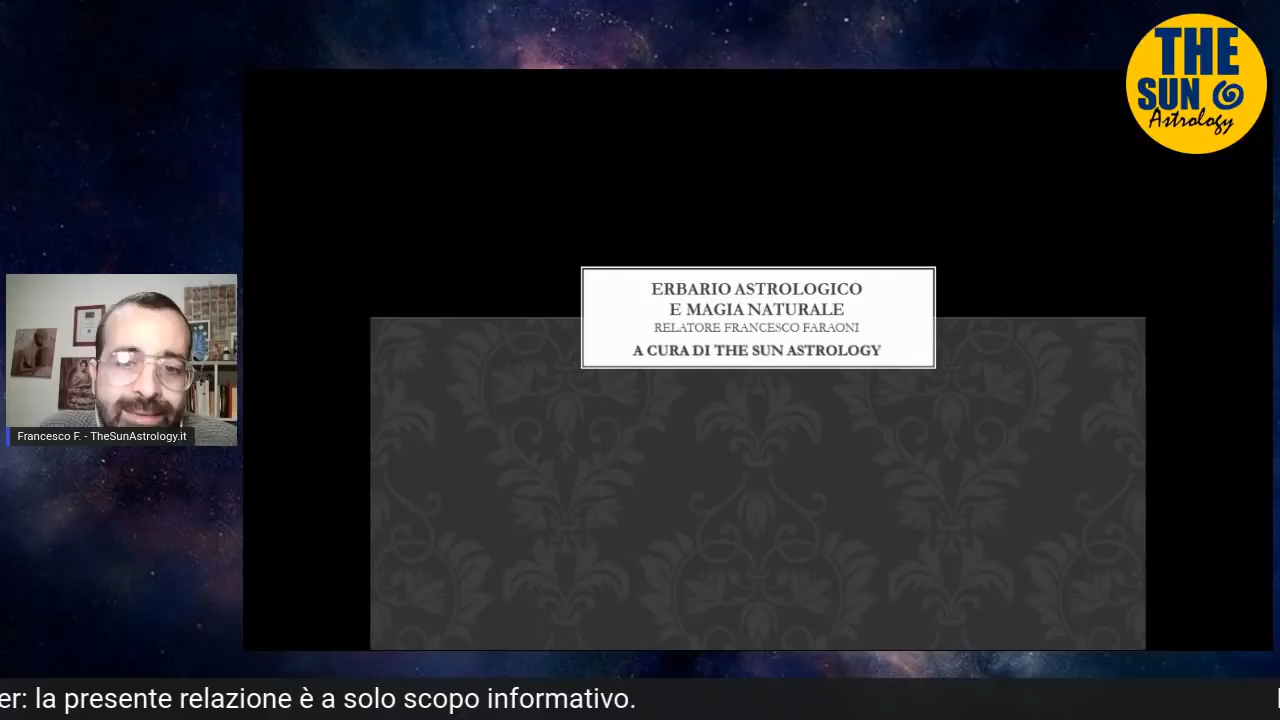 THE
SUN
Astrology
ERBARIO ASTROLOGICO
E MAGIA NATURALE
RELATORE FRANCESCO FARAONI
A CURA DI THE SUN ASTROLOGY
Francesco F. - TheSunAstrology.it
er: la presente relazione è a solo scopo informativo.